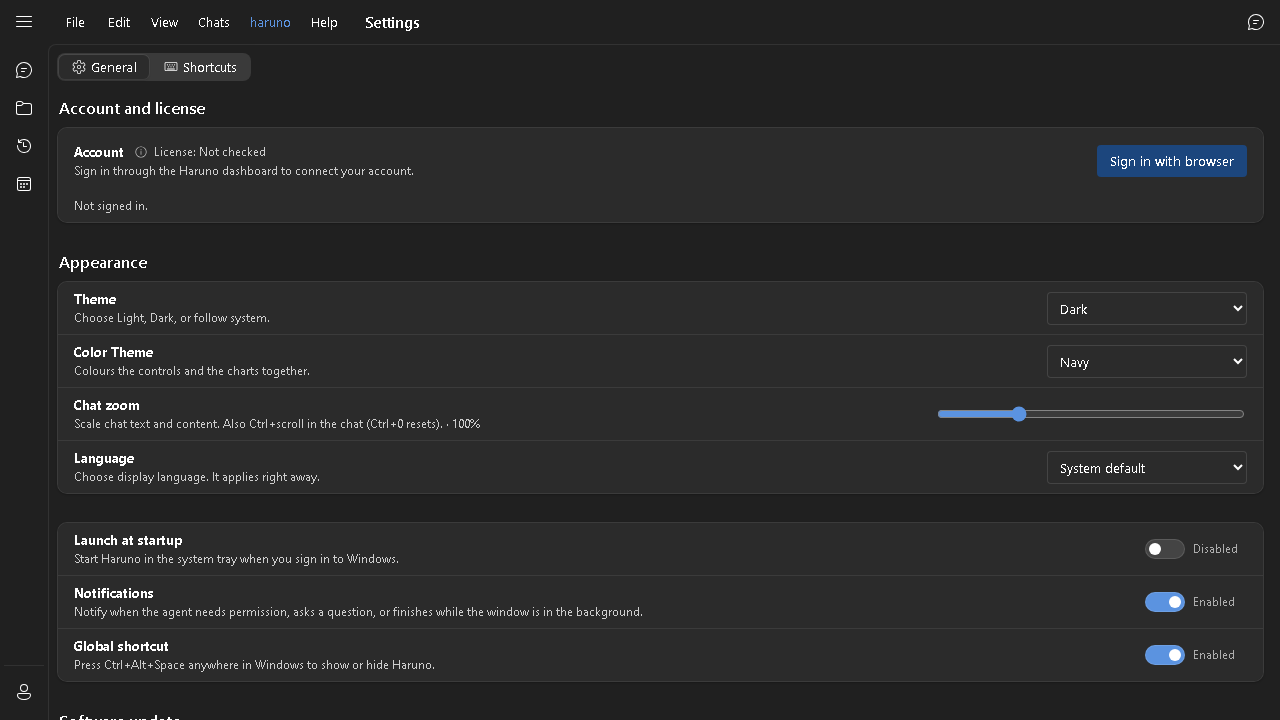 File Edit View Chats haruno Help Settings
General Shortcuts
Account and license
Account License: Not checked
Sign in through the Haruno dashboard to connect your account.
Sign in with browser
Not signed in.
Appearance
Theme
Choose Light, Dark, or follow system.
Dark
Color Theme
Colours the controls and the charts together.
Navy
Chat zoom
Scale chat text and content. Also Ctrl+scroll in the chat (Ctrl+0 resets). · 100%
Language
Choose display language. It applies right away.
System default
Launch at startup
Start Haruno in the system tray when you sign in to Windows.
Disabled
Notifications
Notify when the agent needs permission, asks a question, or finishes while the window is in the background.
Enabled
Global shortcut
Press Ctrl+Alt+Space anywhere in Windows to show or hide Haruno.
Enabled
Software update